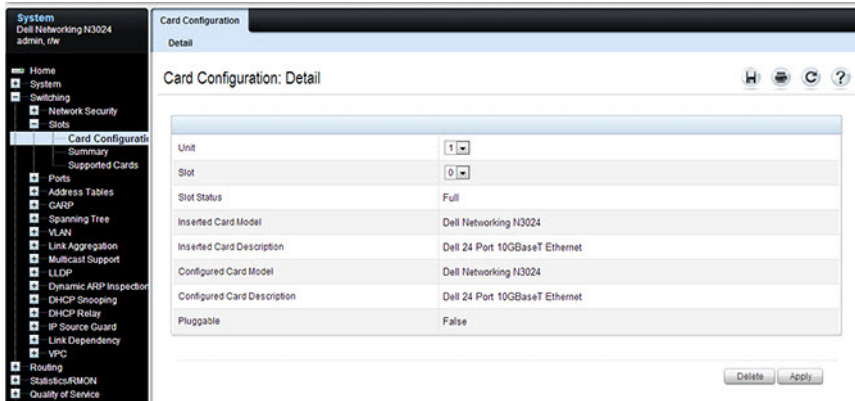 System
Dell Networking N3024
admin, r/w
Home
System
Switching
Network Security
Slots
Card Configuratio
Summary
Supported Cards
Ports
Address Tables
GARP
Spanning Tree
VLAN
Link Aggregation
Multicast Support
LLDP
Dynamic ARP Inspection
DHCP Snooping
DHCP Relay
IP Source Guard
Link Dependency
VPC
Routing
Statistics/RMON
Quality of Service
Card Configuration
Detail
Card Configuration: Detail
Unit 1
Slot 0
Slot Status Full
Inserted Card Model Dell Networking N3024
Inserted Card Description Dell 24 Port 10GBaseT Ethernet
Configured Card Model Dell Networking N3024
Configured Card Description Dell 24 Port 10GBaseT Ethernet
Pluggable False
Delete Apply